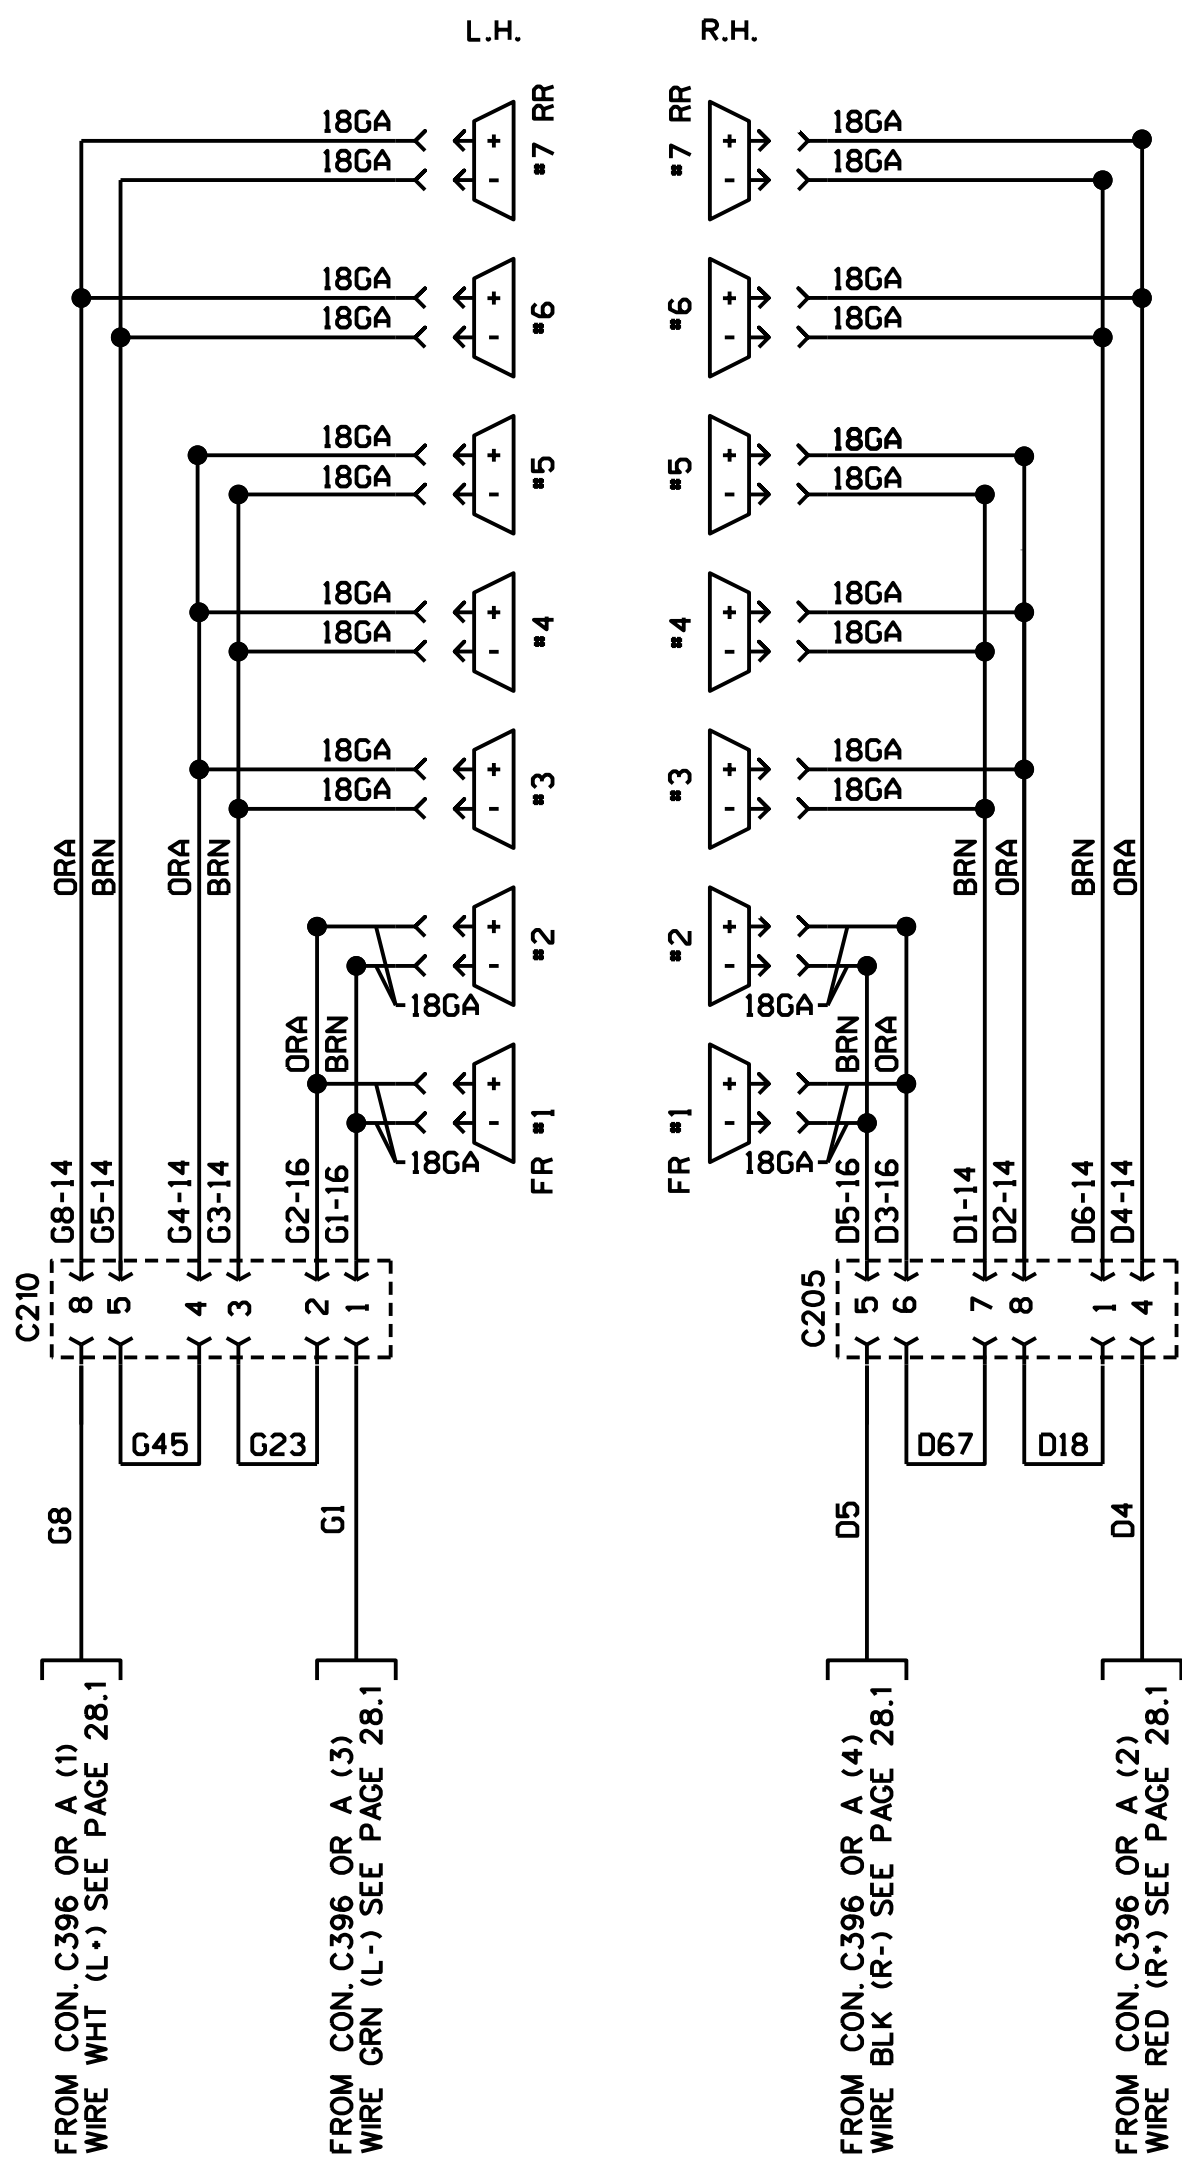 L.H.
R.H.
18GA
18GA
+
-
#7 RR
#7 RR
+
-
18GA
18GA
18GA
18GA
+
-
#6
#6
+
-
18GA
18GA
18GA
18GA
+
-
#5
#5
+
-
18GA
18GA
18GA
18GA
+
-
#4
#4
+
-
18GA
18GA
18GA
18GA
+
-
#3
#3
+
-
18GA
18GA
ORA
BRN
ORA
BRN
BRN
ORA
BRN
ORA
+
-
#2
#2
+
-
18GA
18GA
ORA
BRN
BRN
ORA
+
-
FR #1
FR #1
+
-
18GA
18GA
G8-14
G5-14
G4-14
G3-14
G2-16
G1-16
D5-16
D3-16
D1-14
D2-14
D6-14
D4-14
C210
8
5
4
3
2
1
C205
5
6
7
8
1
4
G45
G23
D67
D18
G8
G1
D5
D4
FROM CON. C396 OR A (1)
WIRE WHT (L+) SEE PAGE 28.1
FROM CON. C396 OR A (3)
WIRE GRN (L-) SEE PAGE 28.1
FROM CON. C396 OR A (4)
WIRE BLK (R-) SEE PAGE 28.1
FROM CON. C396 OR A (2)
WIRE RED (R+) SEE PAGE 28.1